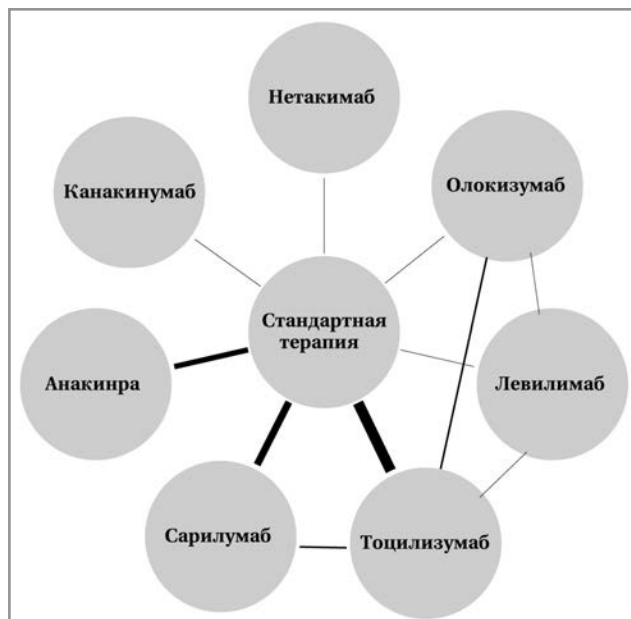 Нетакимаб
Канакинумаб
Олокизумаб
Стандартная
терапия
Анакинра
Левилимаб
Сарилумаб
Тоцилизумаб